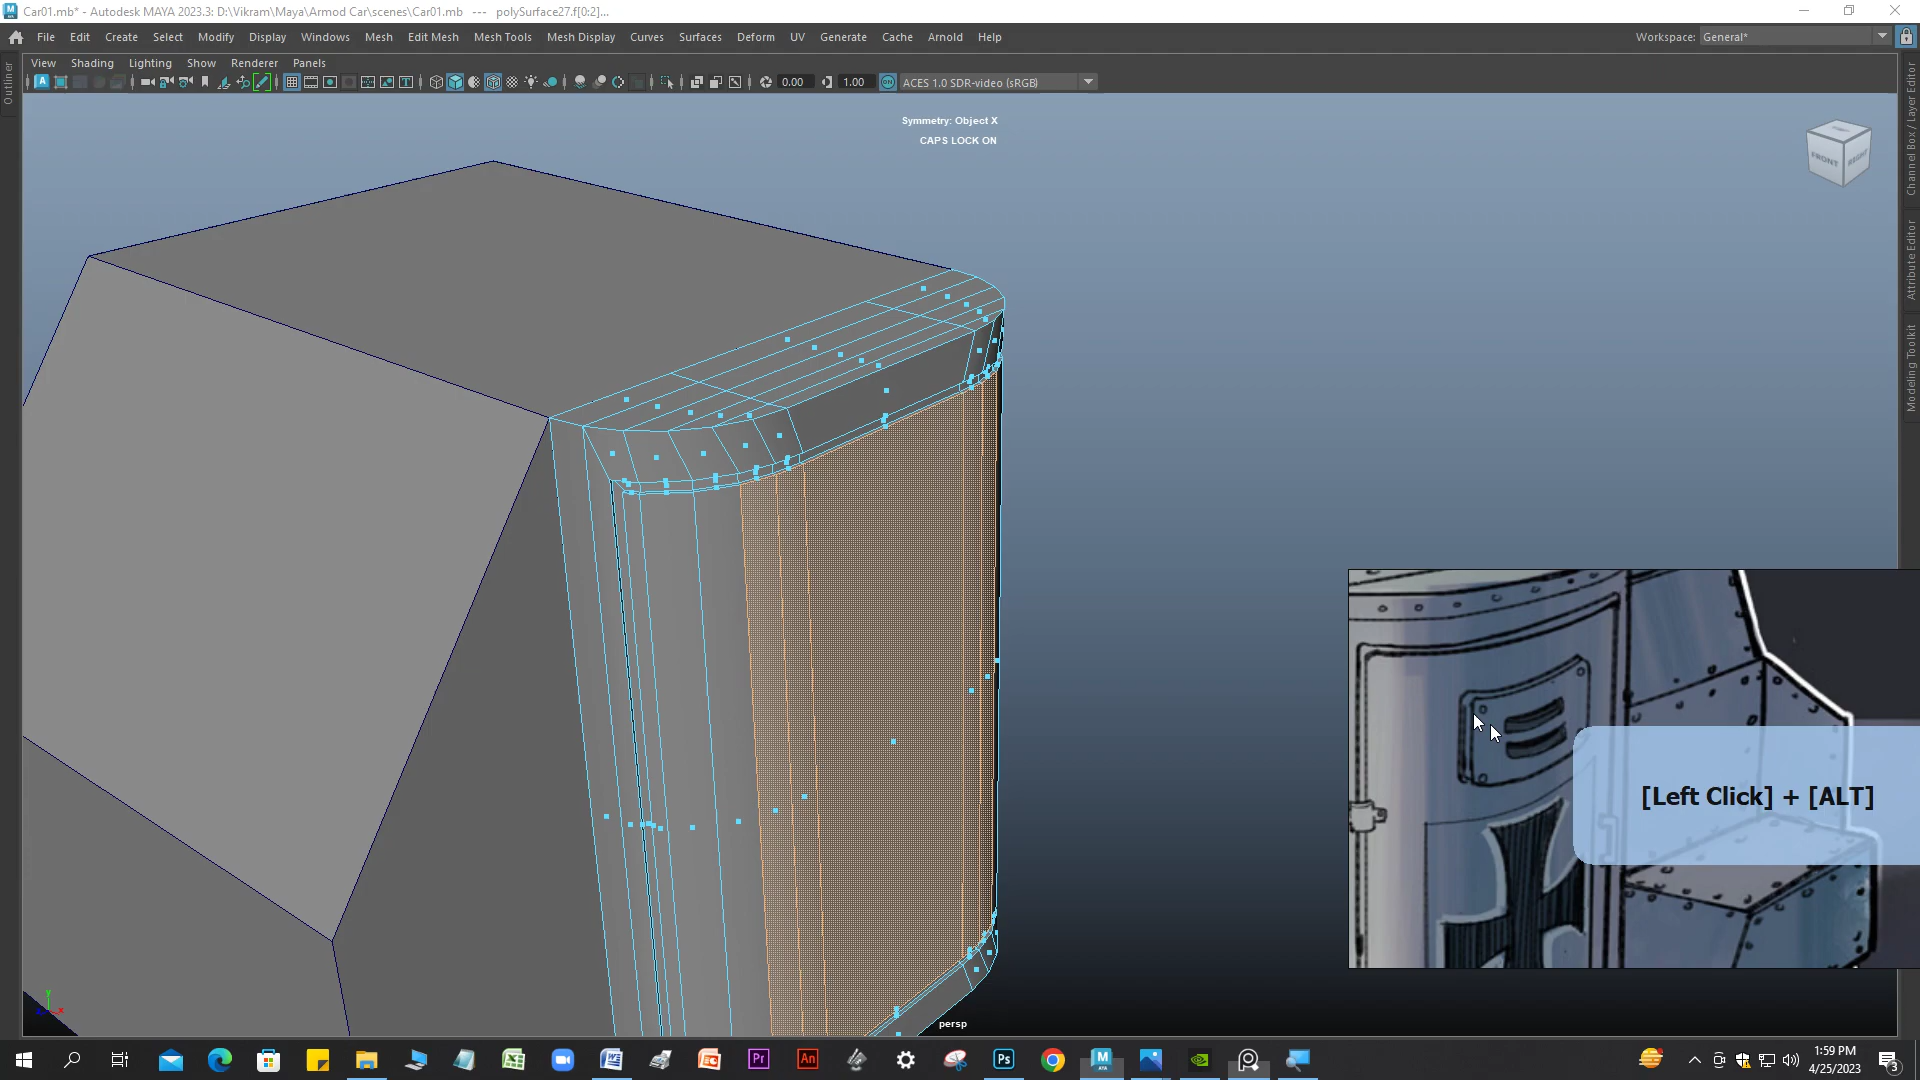 Car01.mb* - Autodesk MAYA 2023.3: D:\Vikram\Maya\Armod Car\scenes\Car01.mb   ---   polySurface27.f[0:2]...
File Edit Create Select Modify Display Windows Mesh Edit Mesh Mesh Tools Mesh Display Curves Surfaces Deform UV Generate Cache Arnold Help
Workspace: General*
View Shading Lighting Show Renderer Panels
0.00
1.00
ACES 1.0 SDR-video (sRGB)
Outliner
Channel Box / Layer Editor
Attribute Editor
Modeling Toolkit
Symmetry: Object X
CAPS LOCK ON
FRONT
RIGHT
[Left Click] + [ALT]
persp
1:59 PM
4/25/2023
3